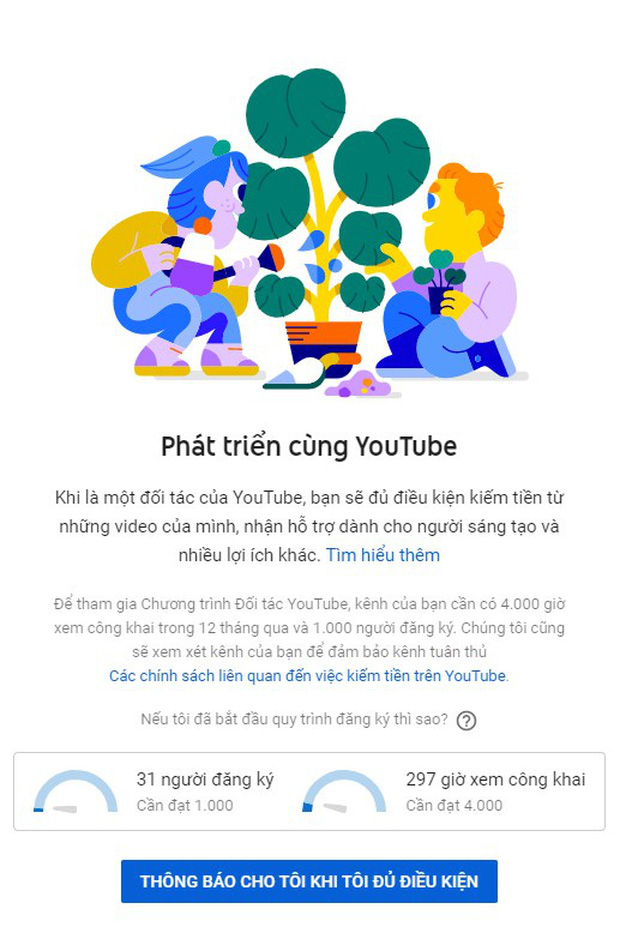 Phát triển cùng YouTube
Khi là một đối tác của YouTube, bạn sẽ đủ điều kiện kiếm tiền từ
những video của mình, nhận hỗ trợ dành cho người sáng tạo và
nhiều lợi ích khác. Tìm hiểu thêm
Để tham gia Chương trình Đối tác YouTube, kênh của bạn cần có 4.000 giờ
xem công khai trong 12 tháng qua và 1.000 người đăng ký. Chúng tôi cũng
sẽ xem xét kênh của bạn để đảm bảo kênh tuân thủ
Các chính sách liên quan đến việc kiếm tiền trên YouTube.
Nếu tôi đã bắt đầu quy trình đăng ký thì sao? ?
31 người đăng ký
Cần đạt 1.000
297 giờ xem công khai
Cần đạt 4.000
THÔNG BÁO CHO TÔI KHI TÔI ĐỦ ĐIỀU KIỆN